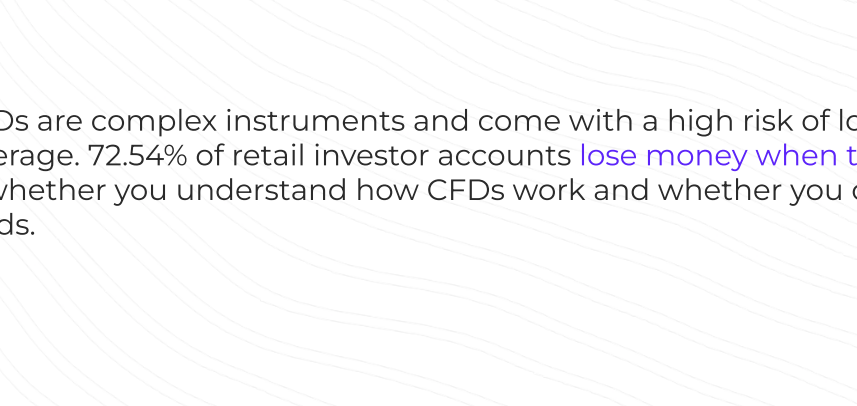 Ds are complex instruments and come with a high risk of lo
erage. 72.54% of retail investor accounts lose money when t
whether you understand how CFDs work and whether you c
ds.